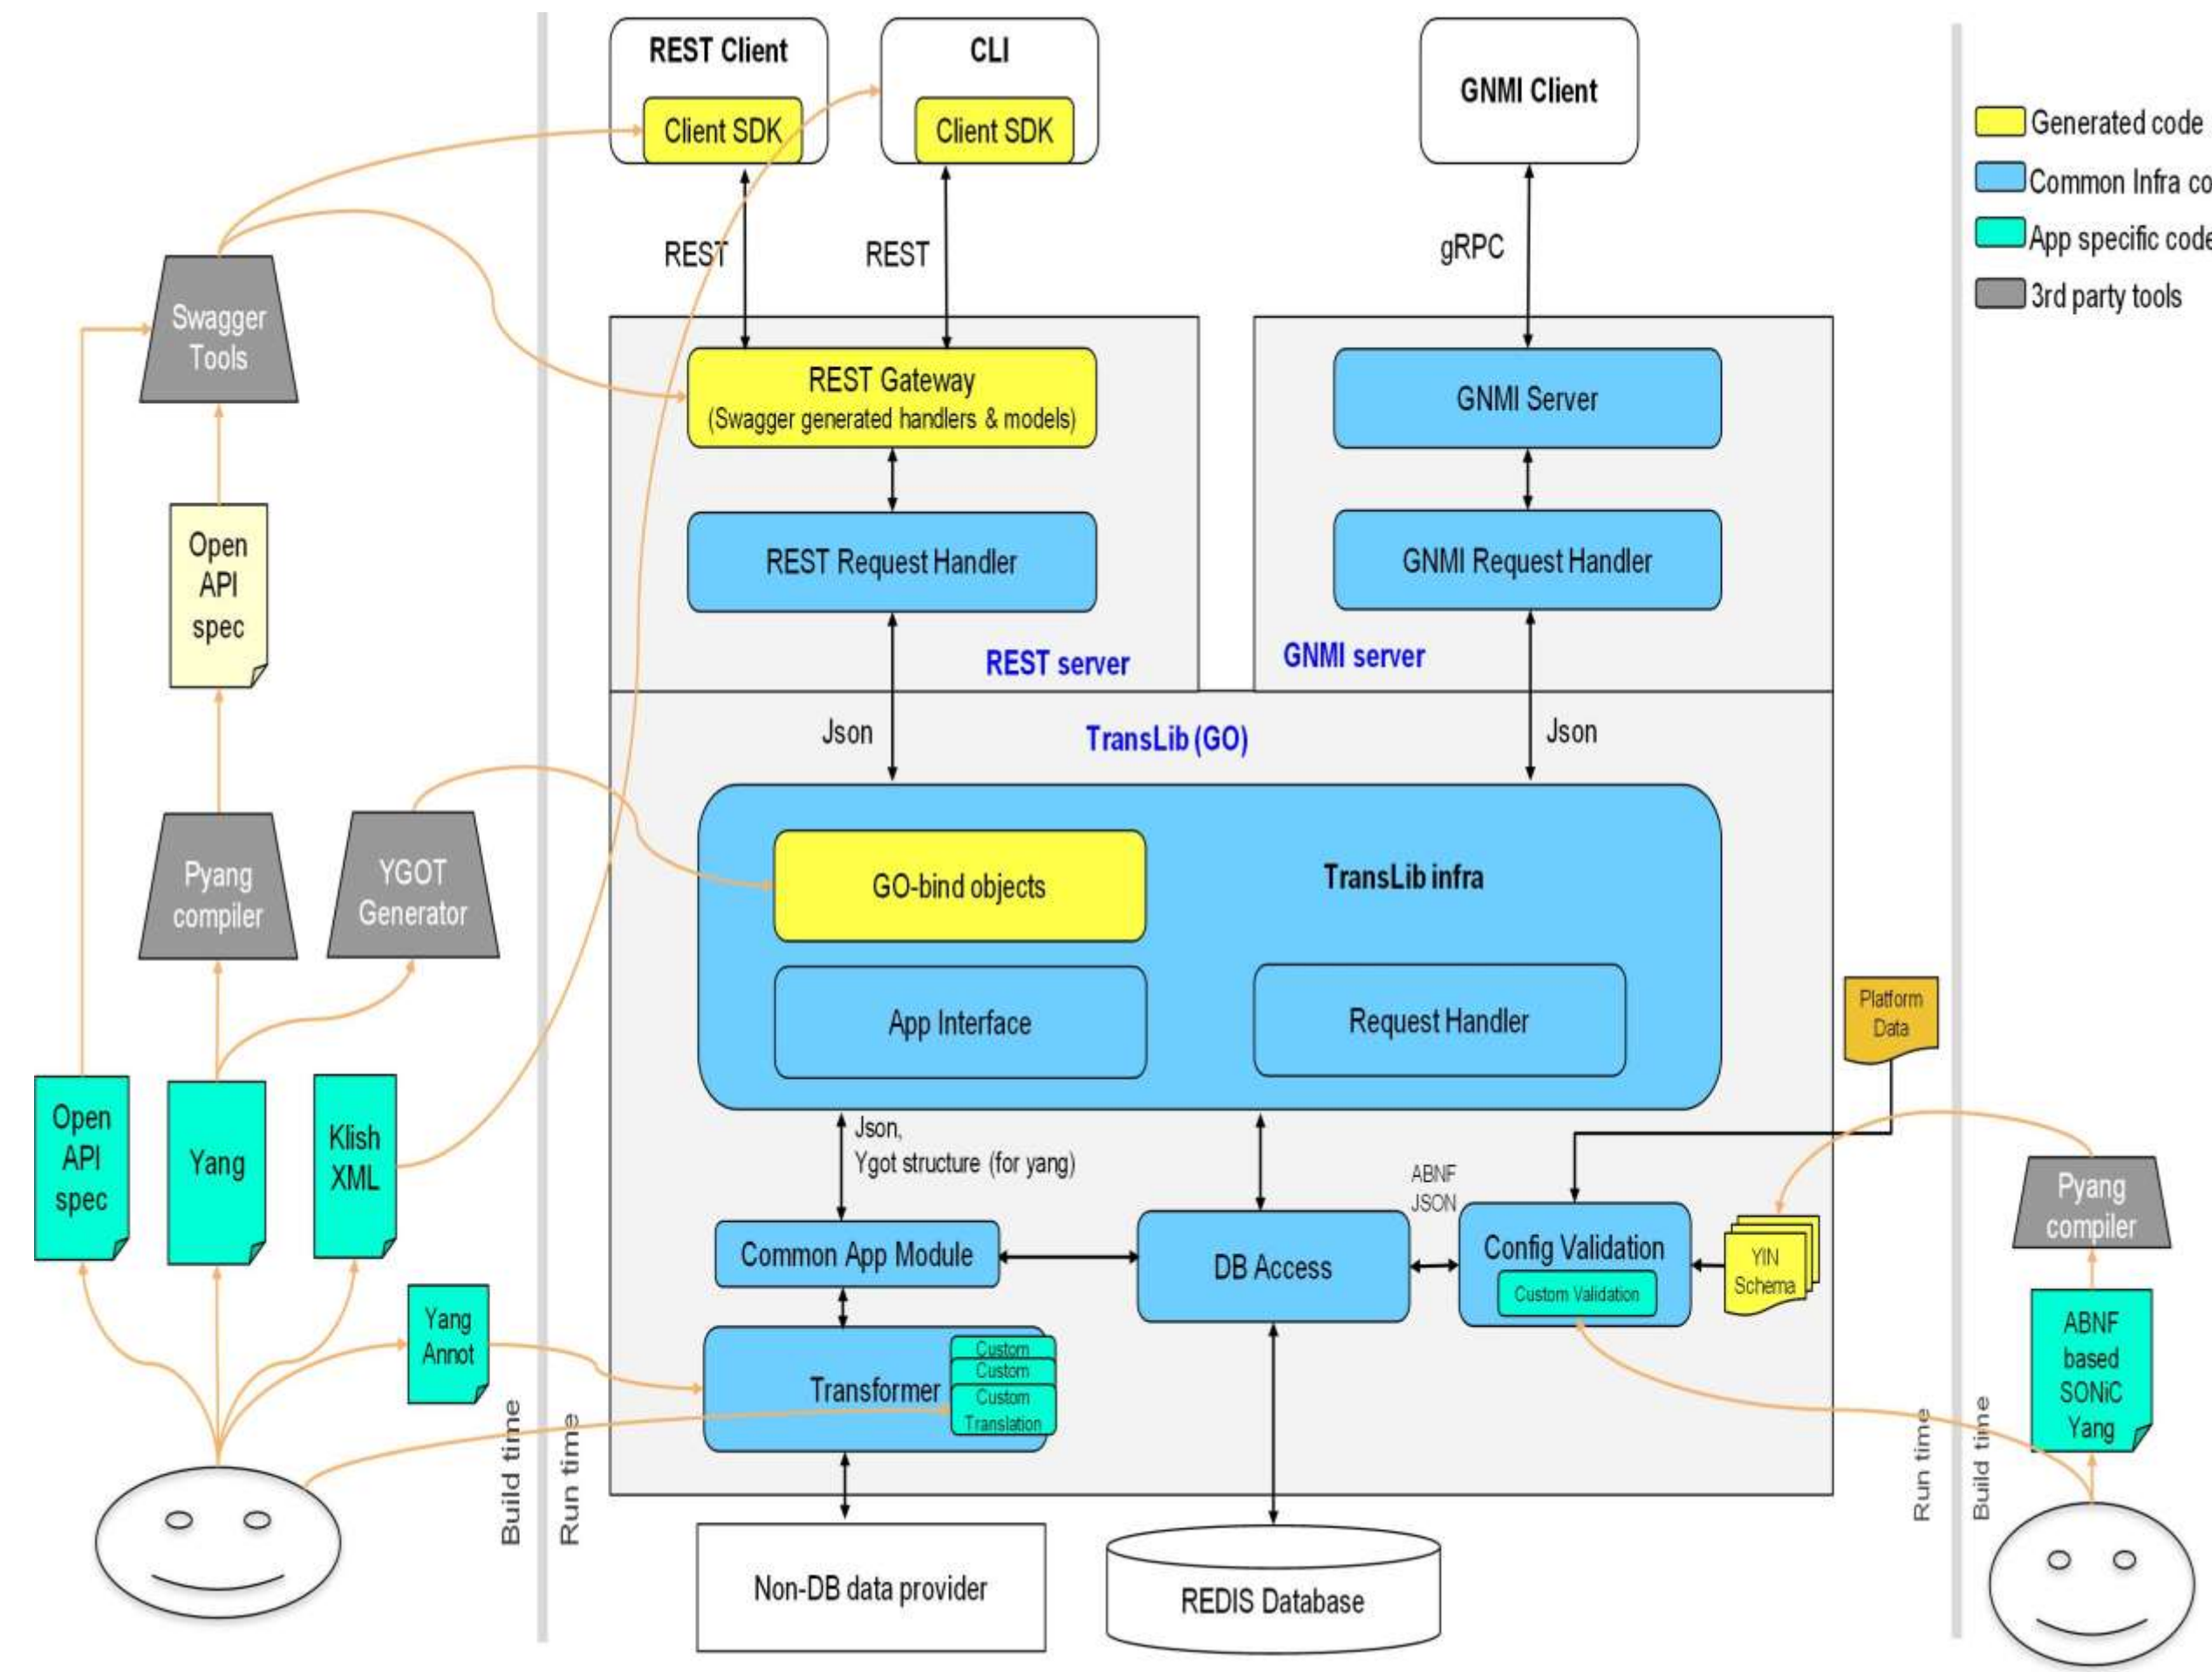 REST Client
CLI
GNMI Client
Client SDK
Client SDK
Generated code
Common Infra co
App specific code
3rd party tools
REST
REST
gRPC
Swagger
Tools
REST Gateway
(Swagger generated handlers & models)
GNMI Server
REST Request Handler
GNMI Request Handler
Open
API
spec
REST server
GNMI server
Json
TransLib (GO)
Json
Pyang
compiler
YGOT
Generator
GO-bind objects
TransLib infra
App Interface
Request Handler
Platform
Data
Open
API
spec
Yang
Klish
XML
Json,
Ygot structure (for yang)
ABNF
JSON
Pyang
compiler
Common App Module
DB Access
Config Validation
Custom Validation
YIN
Schema
Yang
Annot
Transformer
Custom
Custom
Custom
Translation
ABNF
based
SONiC
Yang
Build time
Run time
Run time
Build time
Non-DB data provider
REDIS Database